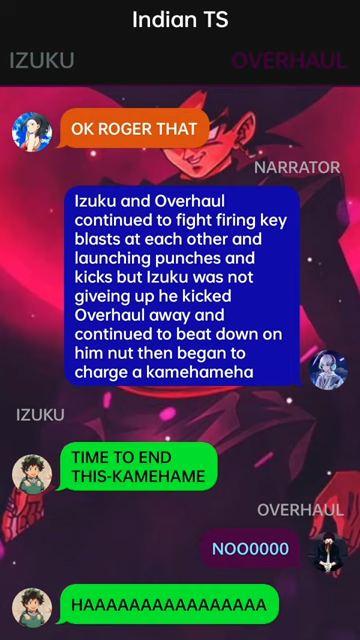 Indian TS
IZUKU
OVERHAUL
OK ROGER THAT
NARRATOR
Izuku and Overhaul
continued to fight firing key
blasts at each other and
launching punches and
kicks but Izuku was not
giveing up he kicked
Overhaul away and
continued to beat down on
him nut then began to
charge a kamehameha
IZUKU
TIME TO END
THIS-KAMEHAME
OVERHAUL
NOO0000
HAAAAAAAAAAAAAAAA